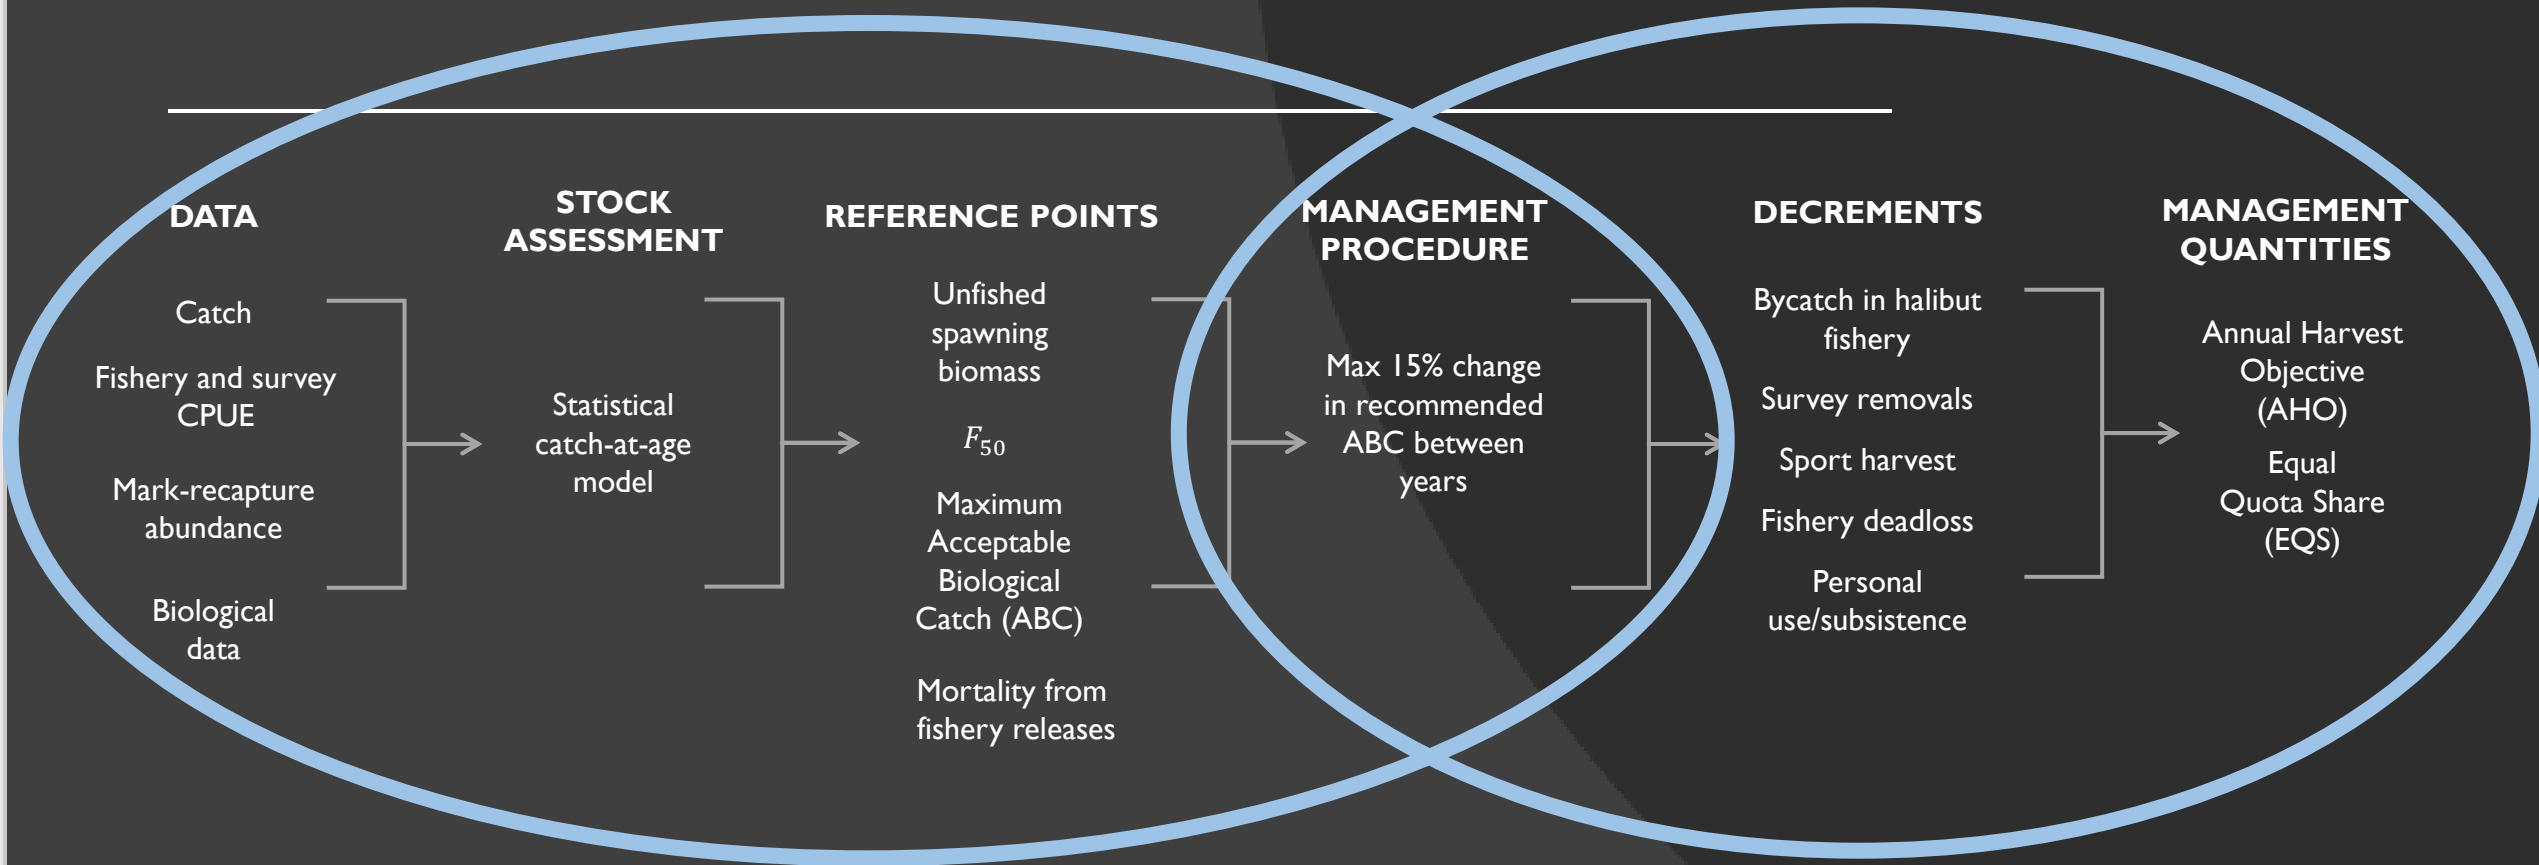 DATA
Catch
Fishery and survey
CPUE
Mark-recapture
abundance
Biological
data
STOCK
ASSESSMENT
Statistical
catch-at-age
model
REFERENCE POINTS
Unfished
spawning
biomass
F50
Maximum
Acceptable
Biological
Catch (ABC)
Mortality from
fishery releases
MANAGEMENT
PROCEDURE
Max 15% change
in recommended
ABC between
years
DECREMENTS
Bycatch in halibut
fishery
Survey removals
Sport harvest
Fishery deadloss
Personal
use/subsistence
MANAGEMENT
QUANTITIES
Annual Harvest
Objective
(AHO)
Equal
Quota Share
(EQS)